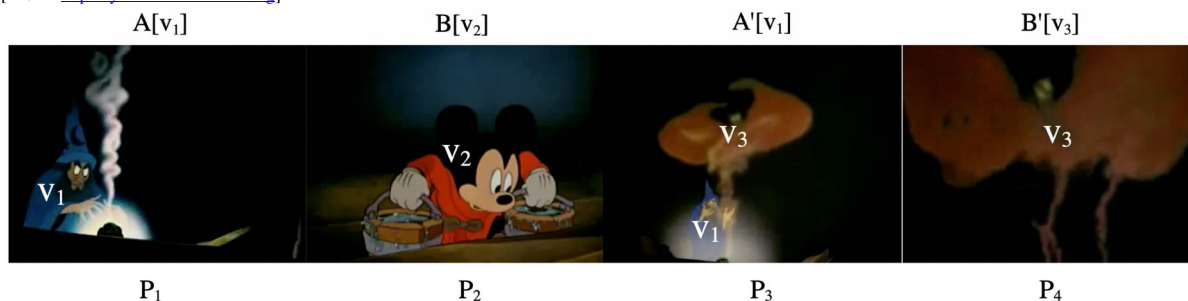 A[v₁] B[v₂] A'[v₁] B'[v₃]
v₁ v₂ v₃ v₁ v₃
P₁ P₂ P₃ P₄